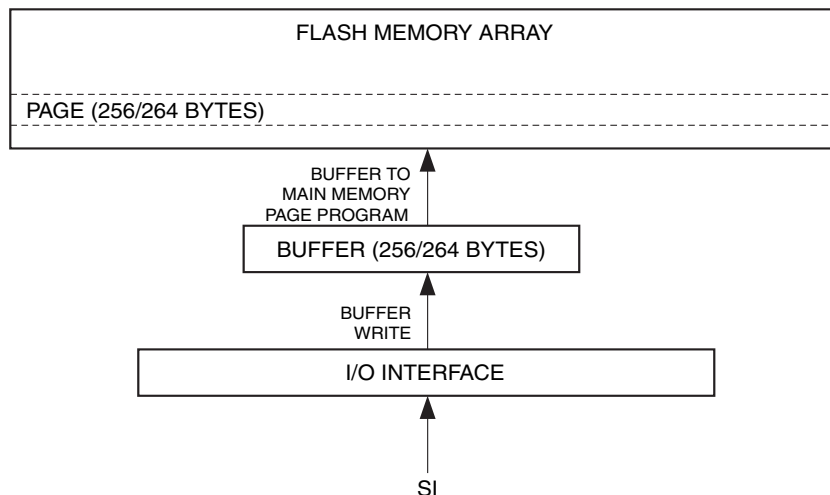 FLASH MEMORY ARRAY
PAGE (256/264 BYTES)
BUFFER TO
MAIN MEMORY
PAGE PROGRAM
BUFFER (256/264 BYTES)
BUFFER
WRITE
I/O INTERFACE
SI